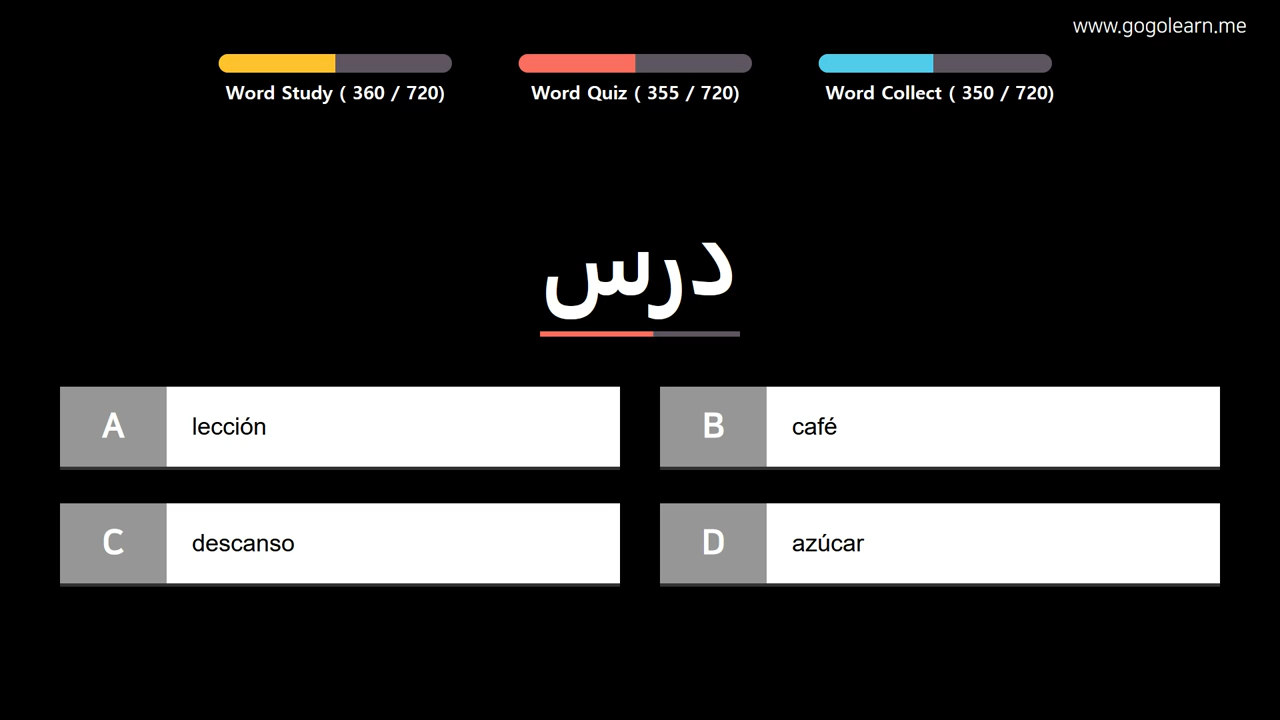 www.gogolearn.me
Word Study ( 360 / 720)
Word Quiz ( 355 / 720)
Word Collect ( 350 / 720)
درس
A lección
B café
C descanso
D azúcar